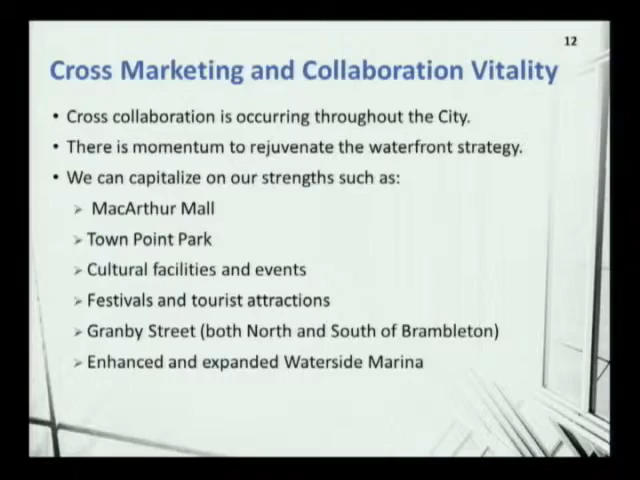 12
Cross Marketing and Collaboration Vitality
• Cross collaboration is occurring throughout the City.
• There is momentum to rejuvenate the waterfront strategy.
• We can capitalize on our strengths such as:
➢ MacArthur Mall
➢ Town Point Park
➢ Cultural facilities and events
➢ Festivals and tourist attractions
➢ Granby Street (both North and South of Brambleton)
➢ Enhanced and expanded Waterside Marina